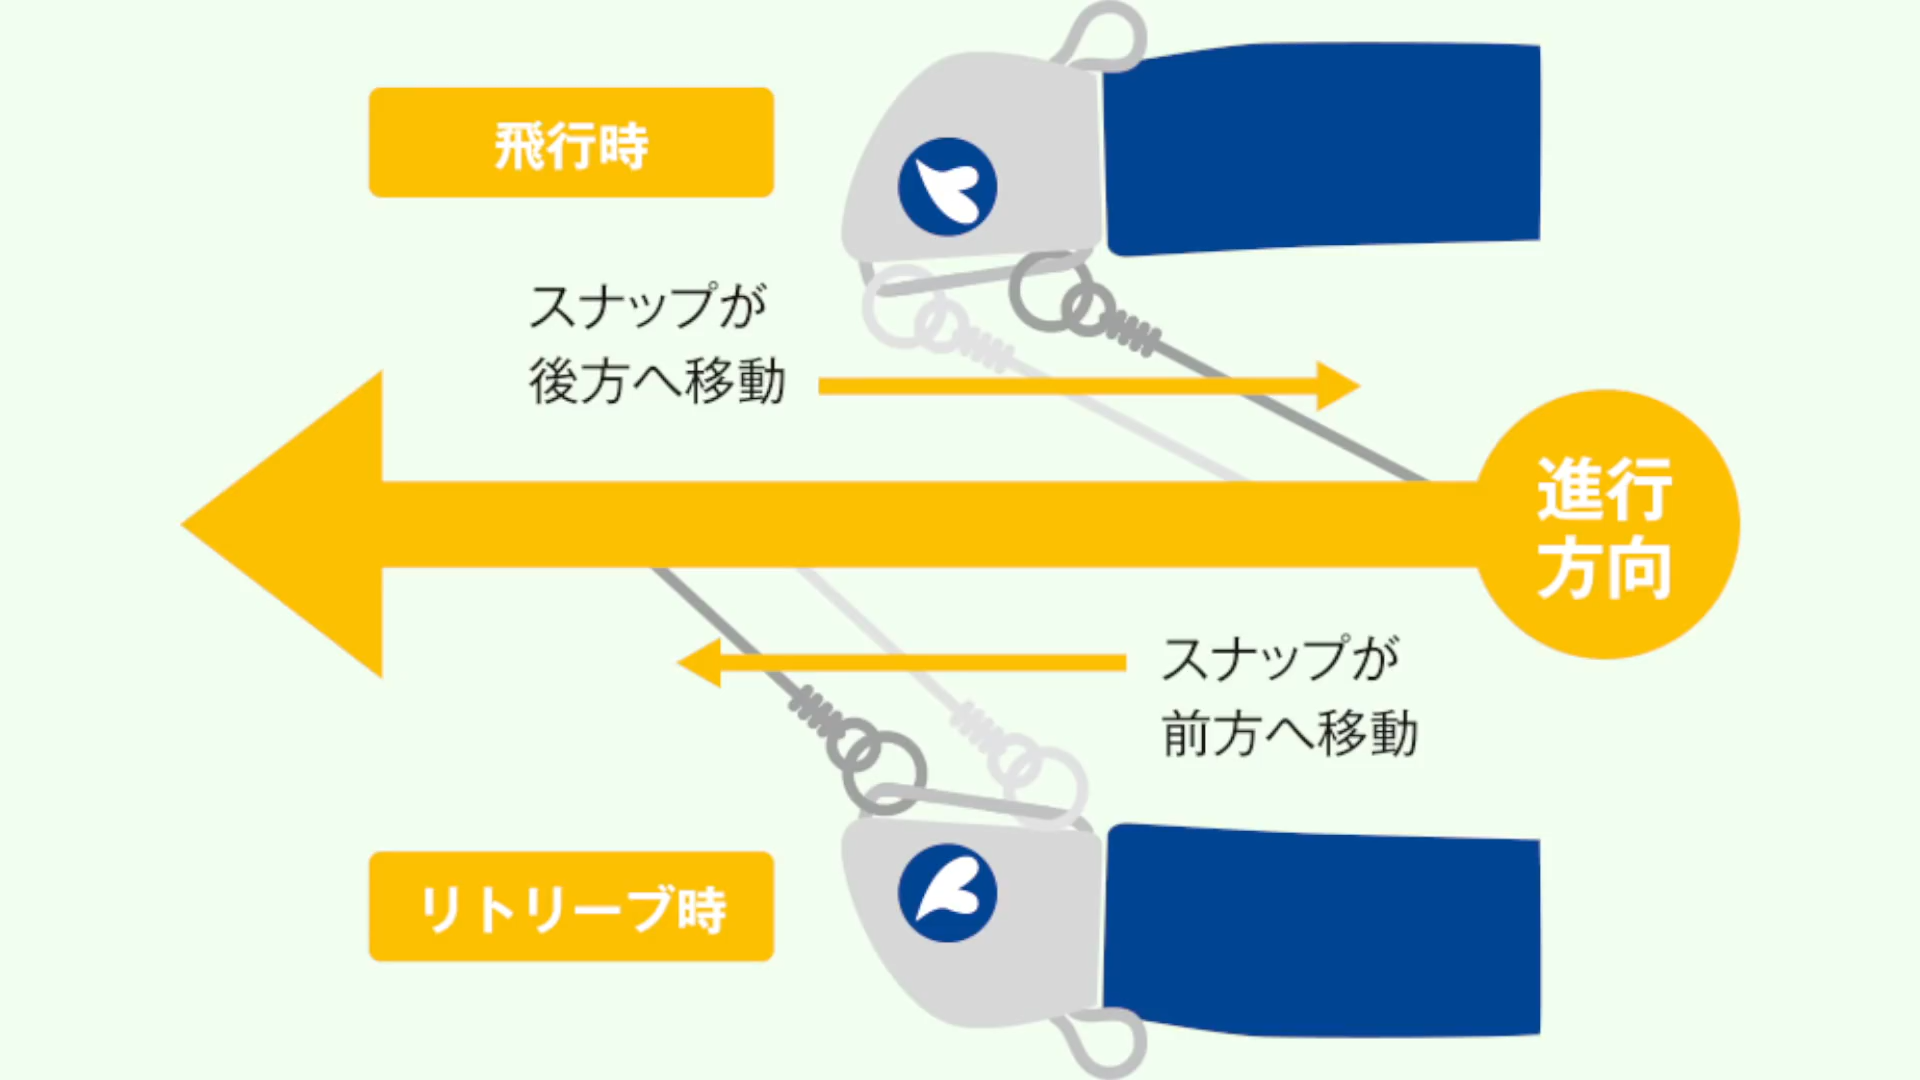 飛行時
スナップが
後方へ移動
進行
方向
スナップが
前方へ移動
リトリーブ時